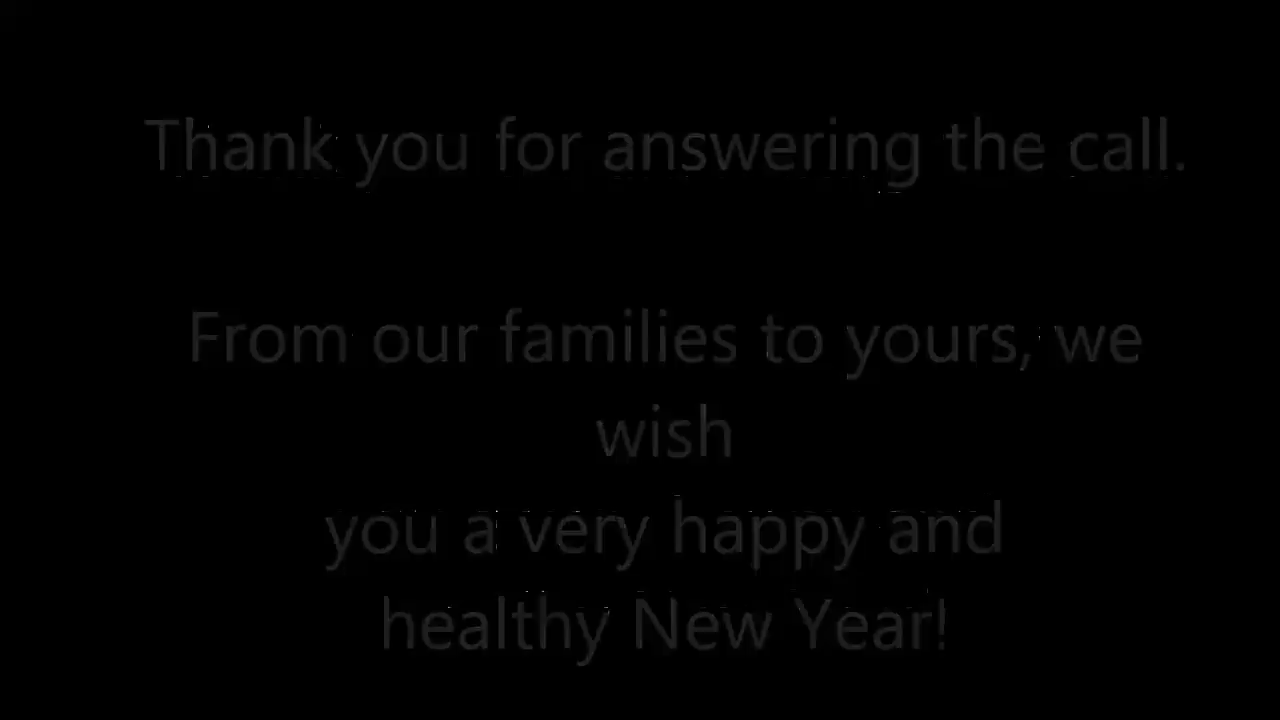 Thank you for answering the call.
From our families to yours, we
wish
you a very happy and
healthy New Year!